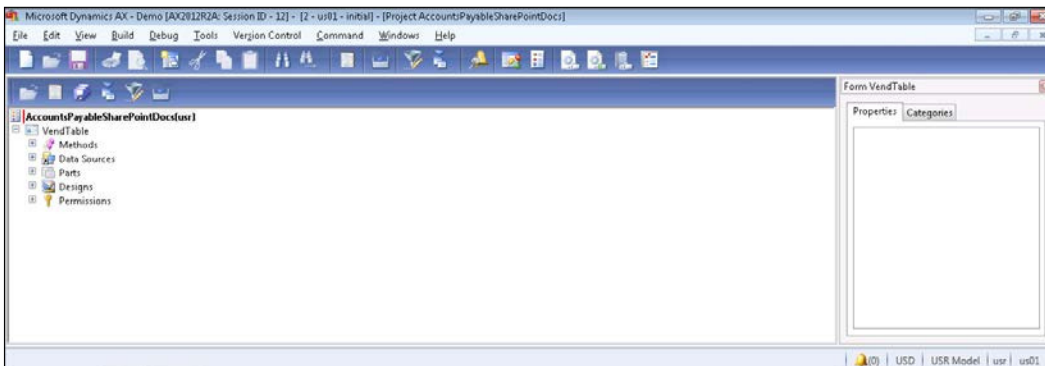 Microsoft Dynamics AX - Demo [AX2012R2A: Session ID - 12] - [2 - us01 - initial] - [Project AccountsPayableSharePointDocs]
File Edit View Build Debug Tools Version Control Command Windows Help
Form VendTable
Properties Categories
AccountsPayableSharePointDocs(usr)
VendTable
Methods
Data Sources
Parts
Designs
Permissions
(0) USD USR Model usr us01